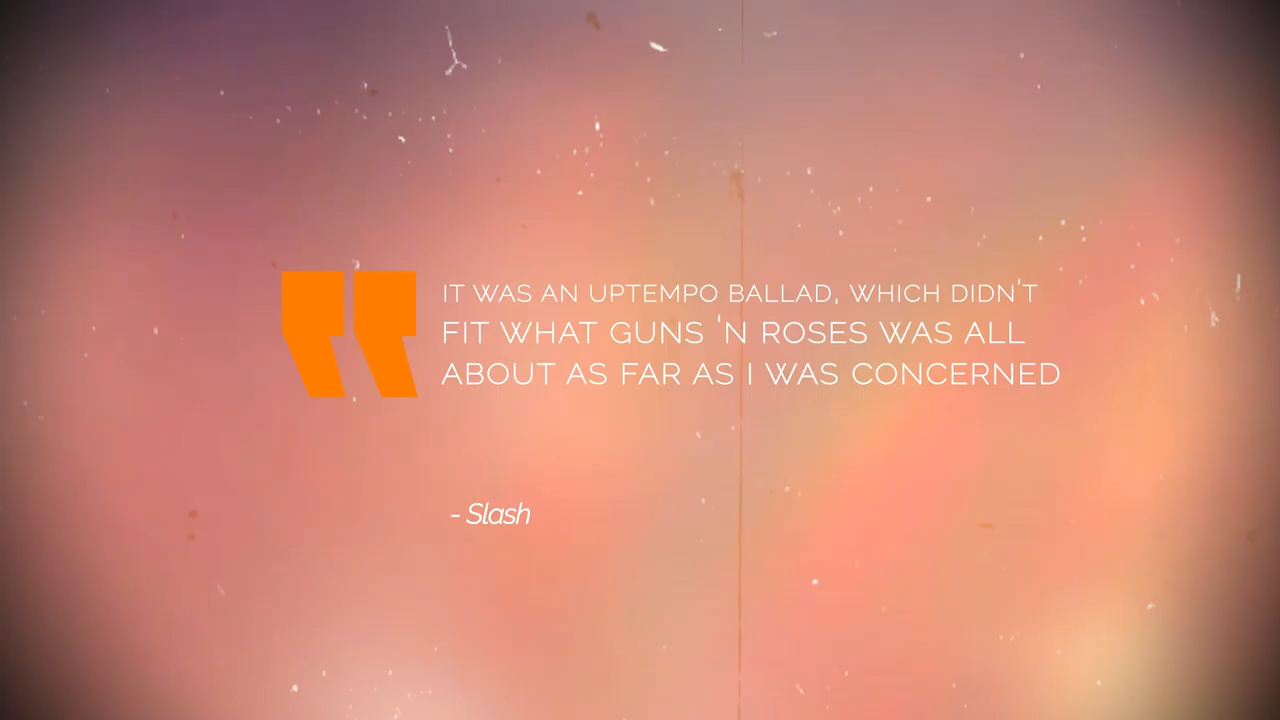 IT WAS AN UPTEMPO BALLAD, WHICH DIDN'T
FIT WHAT GUNS 'N ROSES WAS ALL
ABOUT AS FAR AS I WAS CONCERNED
- Slash